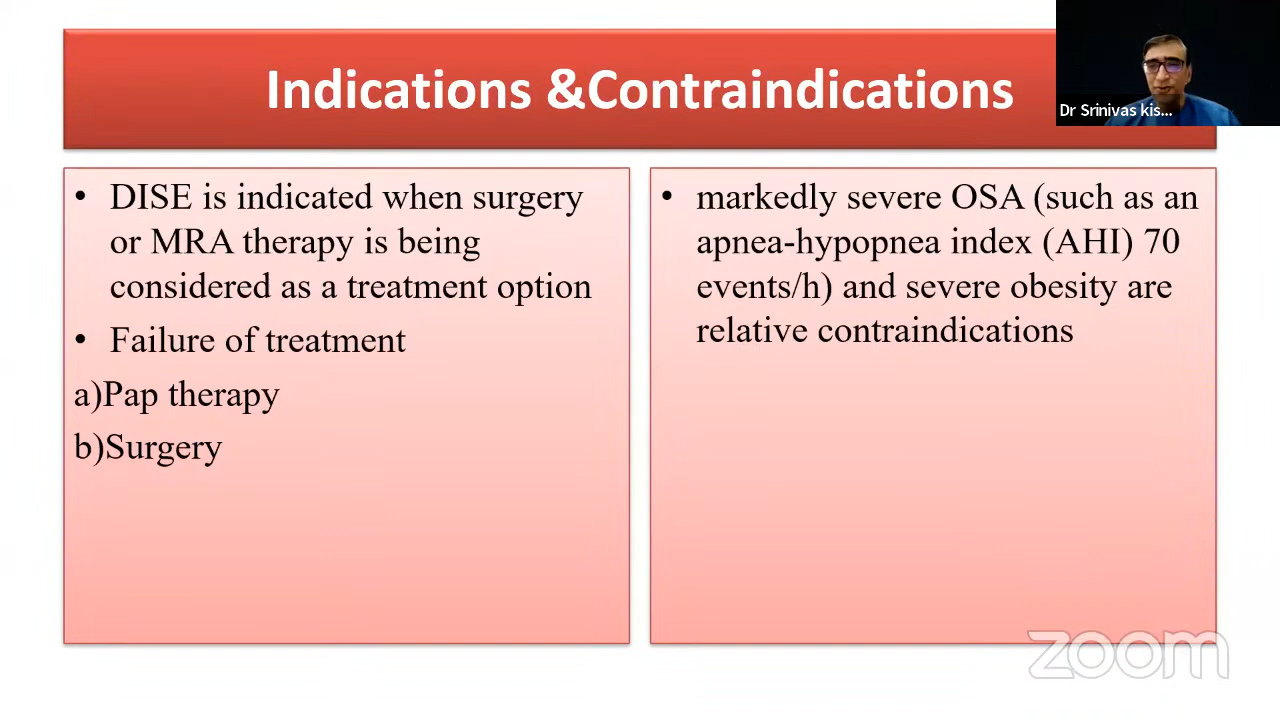 Indications &Contraindications
Dr Srinivas kis...
• DISE is indicated when surgery
or MRA therapy is being
considered as a treatment option
• Failure of treatment
a)Pap therapy
b)Surgery
• markedly severe OSA (such as an
apnea-hypopnea index (AHI) 70
events/h) and severe obesity are
relative contraindications
zoom